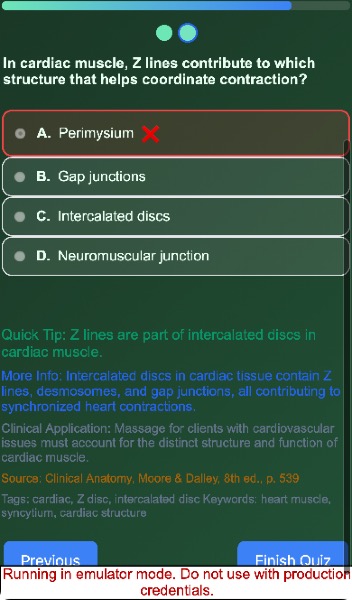 In cardiac muscle, Z lines contribute to which
structure that helps coordinate contraction?
A. Perimysium
B. Gap junctions
C. Intercalated discs
D. Neuromuscular junction
Quick Tip: Z lines are part of intercalated discs in
cardiac muscle.
More Info: Intercalated discs in cardiac tissue contain Z
lines, desmosomes, and gap junctions, all contributing to
synchronized heart contractions.
Clinical Application: Massage for clients with cardiovascular
issues must account for the distinct structure and function of
cardiac muscle.
Source: Clinical Anatomy, Moore & Dalley, 8th ed., p. 539
Tags: cardiac, Z disc, intercalated disc Keywords: heart muscle,
syncytium, cardiac structure
Previous
Finish Quiz
Running in emulator mode. Do not use with production
credentials.